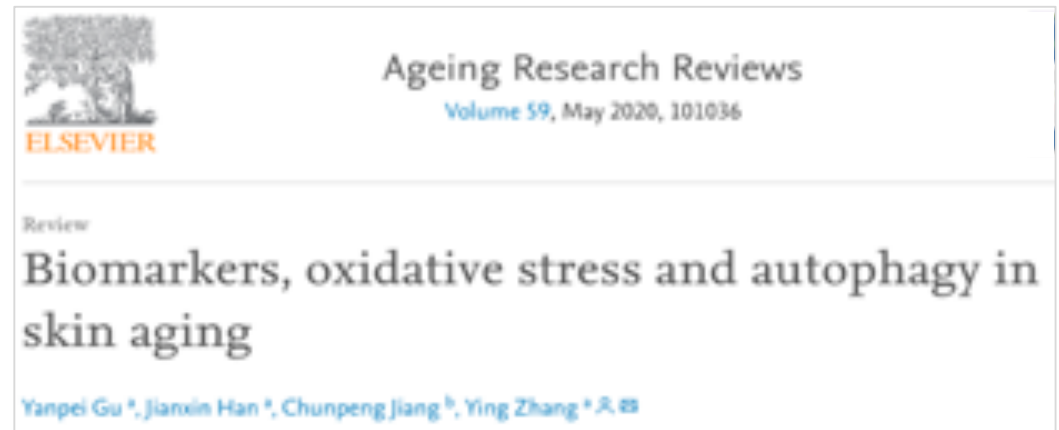 ELSEVIER
Ageing Research Reviews
Volume 59, May 2020, 101036
Review
Biomarkers, oxidative stress and autophagy in
skin aging
Yanpei Gu ª, Jianxin Han ª, Chunpeng Jiang ᵇ, Ying Zhang ª